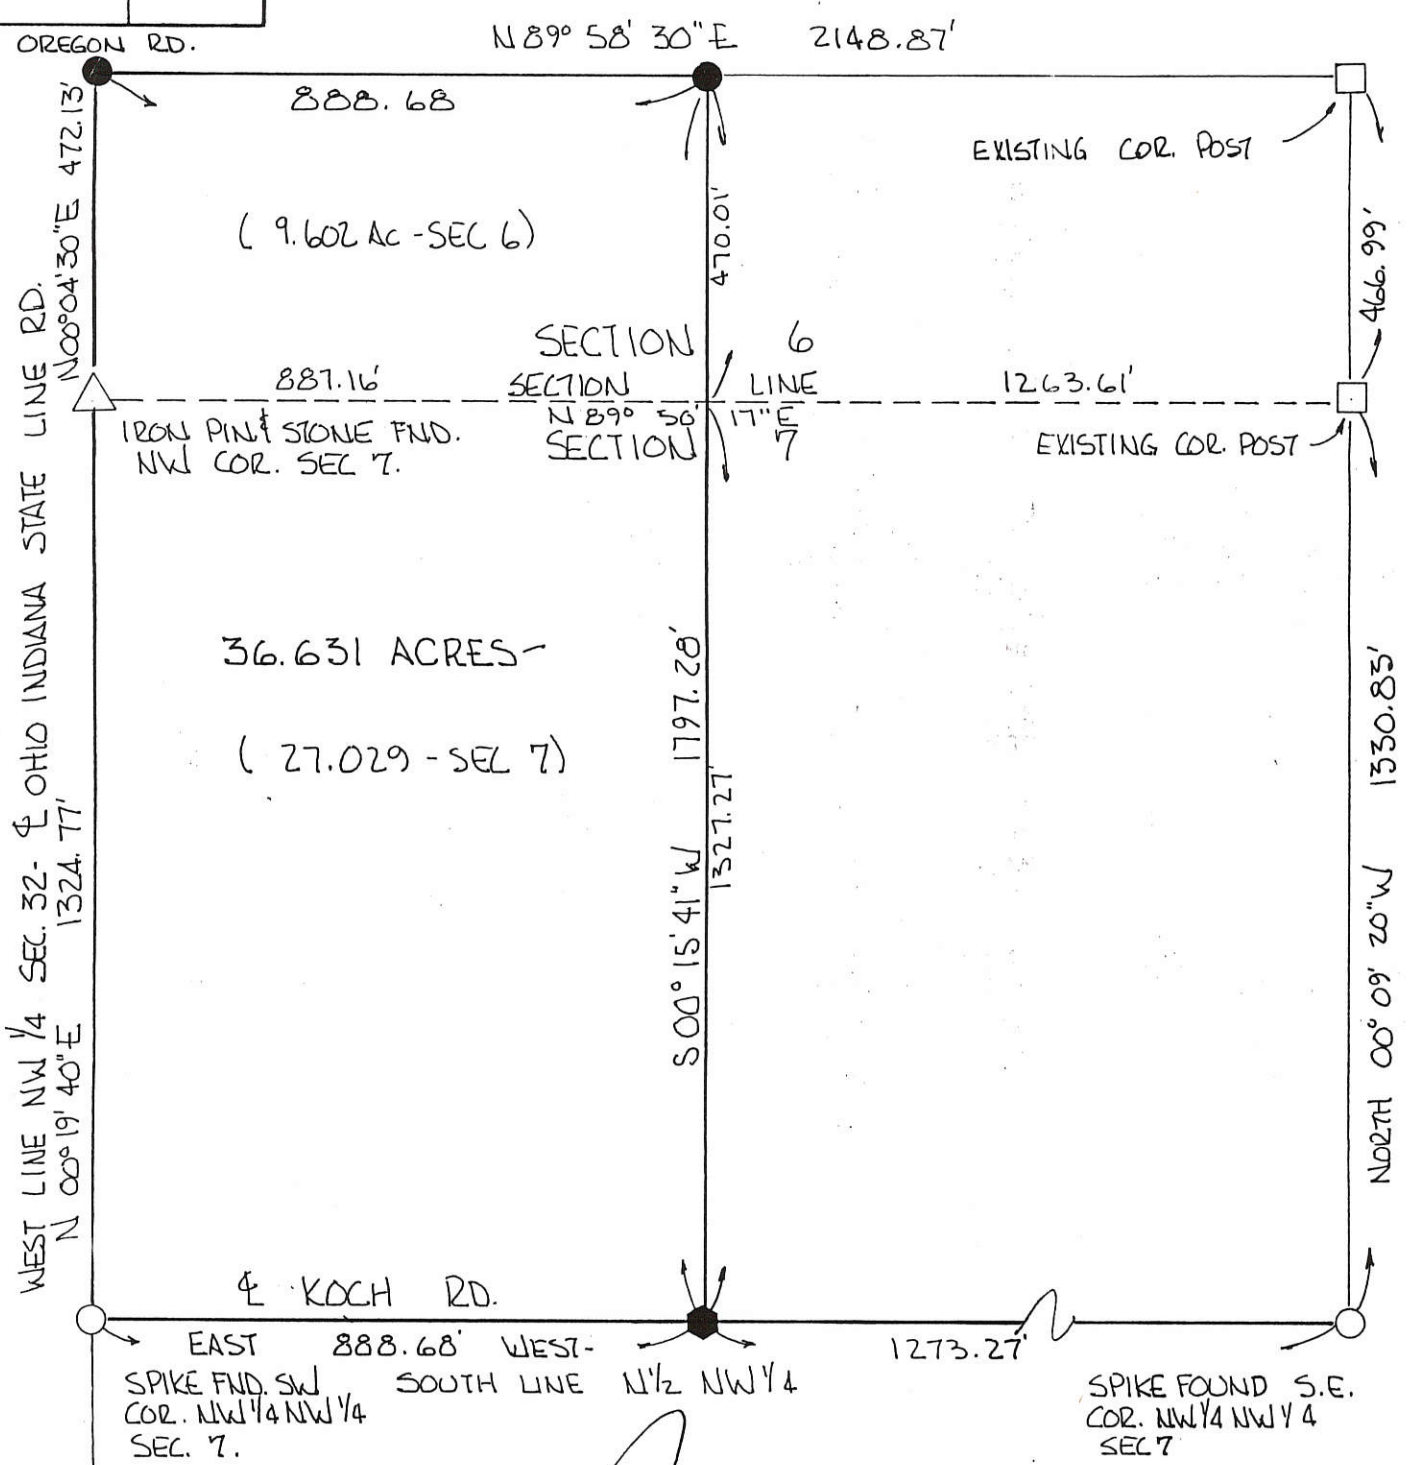 OREGON RD.
N 89° 58' 30" E 2148.87'
888.68
EXISTING COR. POST
N00°04'30"E 472.13'
( 9.602 AC - SEC 6)
470.01'
466.99'
SECTION 6
887.16' SECTION LINE 1263.61'
N 89° 56' 17" E
SECTION 7
IRON PIN & STONE FND.
NW COR. SEC 7.
EXISTING COR. POST
WEST LINE NW 1/4 SEC. 32- ℄ OHIO INDIANA STATE LINE RD.
N 00°19' 40"E 1324.77'
36.631 ACRES-
( 27.029 - SEC 7)
S 00° 15' 41" W 1797.28'
1327.27'
NORTH 00° 09' 20" W 1330.83'
℄ KOCH RD.
EAST 888.68' WEST-
1273.27'
SOUTH LINE N1/2 NW 1/4
SPIKE FND. SW
COR. NW 1/4 NW 1/4
SEC. 7.
SPIKE FOUND S.E.
COR. NW 1/4 NW 1/4
SEC 7